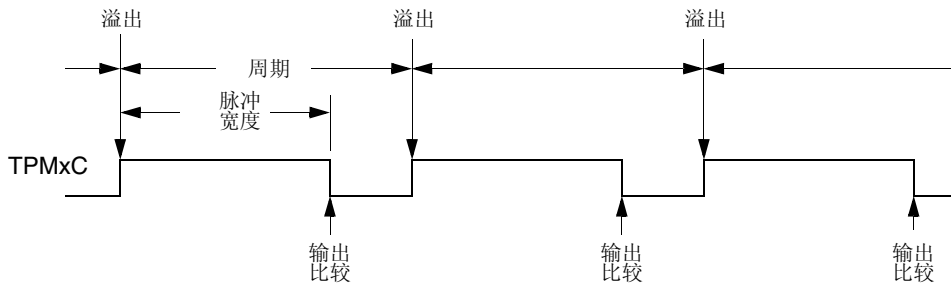 溢出 溢出 溢出
周期
脉冲
宽度
TPMxC
输出 输出 输出
比较 比较 比较